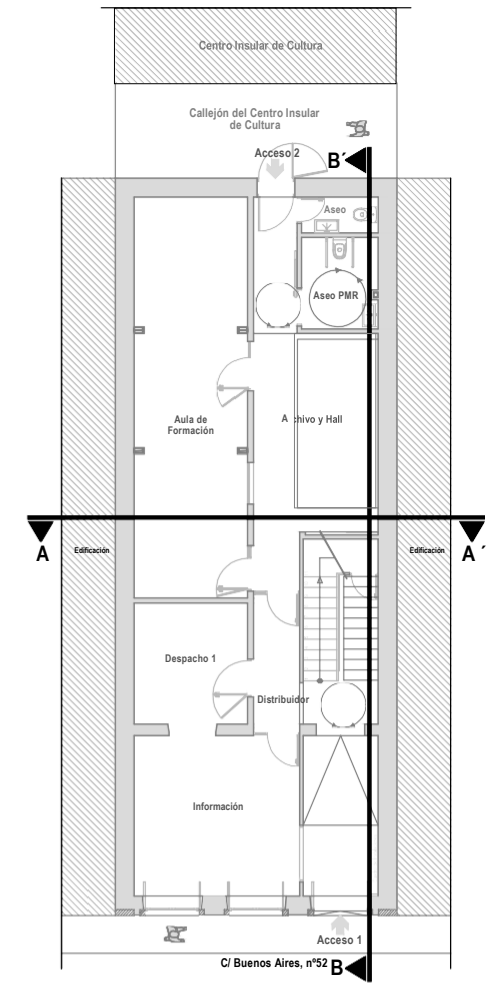 Centro Insular de Cultura
Callejón del Centro Insular
de Cultura
Acceso 2
B´
Aseo
Aseo PMR
Aula de
Formación
A chivo y Hall
A
Edificación
Edificación
A ´
Despacho 1
Distribuidor
Información
Acceso 1
C/ Buenos Aires, nº52
B